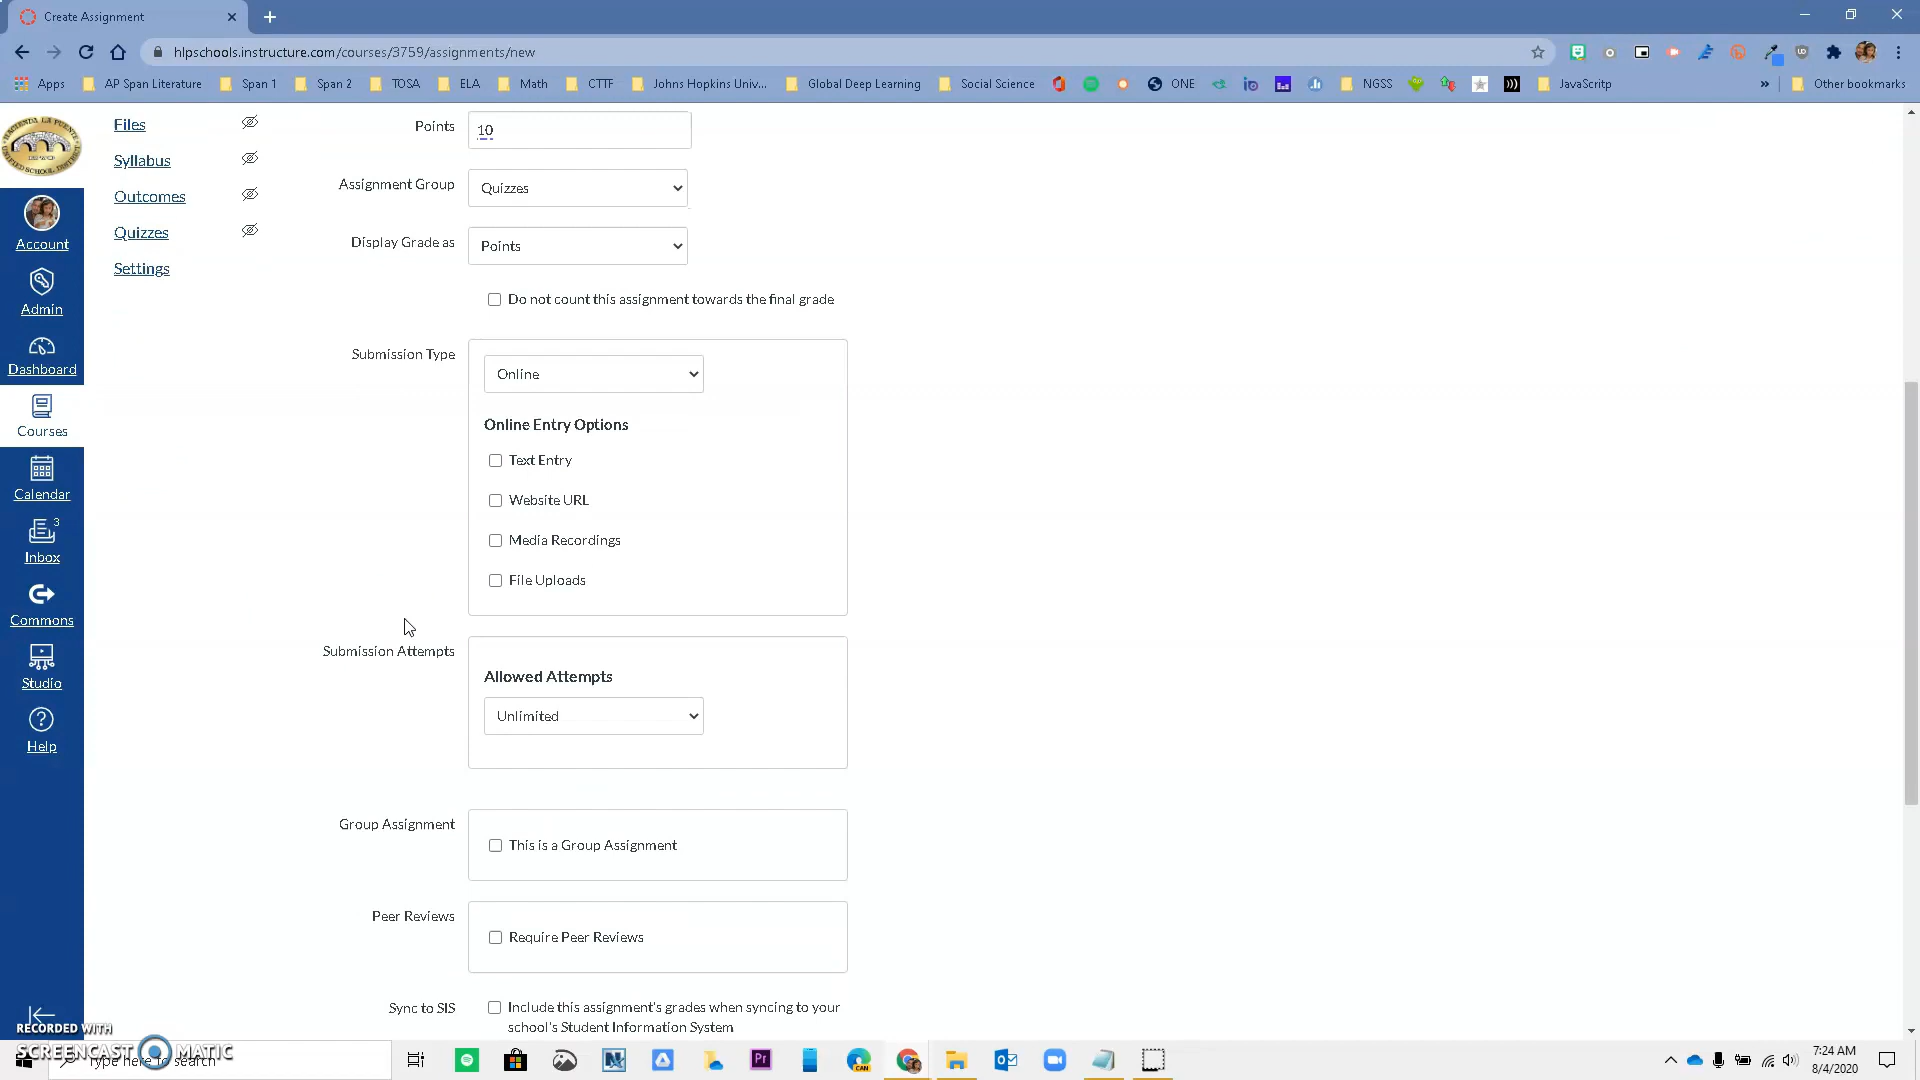 Create Assignment
hlpschools.instructure.com/courses/3759/assignments/new
Apps AP Span Literature Span 1 Span 2 TOSA ELA Math CTTF Johns Hopkins Univ... Global Deep Learning Social Science ONE io NGSS JavaScritp » Other bookmarks
Files
Syllabus
Outcomes
Quizzes
Settings
Account
Admin
Dashboard
Courses
Calendar
3
Inbox
Commons
Studio
Help
Points 10
Assignment Group Quizzes
Display Grade as Points
Do not count this assignment towards the final grade
Submission Type Online
Online Entry Options
Text Entry
Website URL
Media Recordings
File Uploads
Submission Attempts
Allowed Attempts
Unlimited
Group Assignment
This is a Group Assignment
Peer Reviews
Require Peer Reviews
Sync to SIS Include this assignment's grades when syncing to your
school's Student Information System
RECORDED WITH
SCREENCAST MATIC
Type here to search
Pr
CAN
7:24 AM
8/4/2020